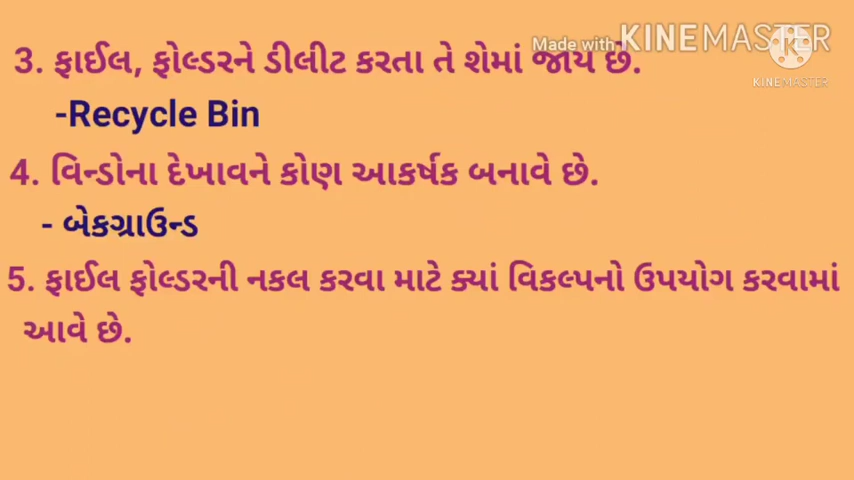 Made with KINEMASTER
KINEMASTER
3. ફાઈલ, ફોલ્ડરને ડીલીટ કરતા તે શેમાં જાય છે.
-Recycle Bin
4. વિન્ડોના દેખાવને કોણ આકર્ષક બનાવે છે.
- બેકગ્રાઉન્ડ
5. ફાઈલ ફોલ્ડરની નકલ કરવા માટે ક્યાં વિકલ્પનો ઉપયોગ કરવામાં
આવે છે.